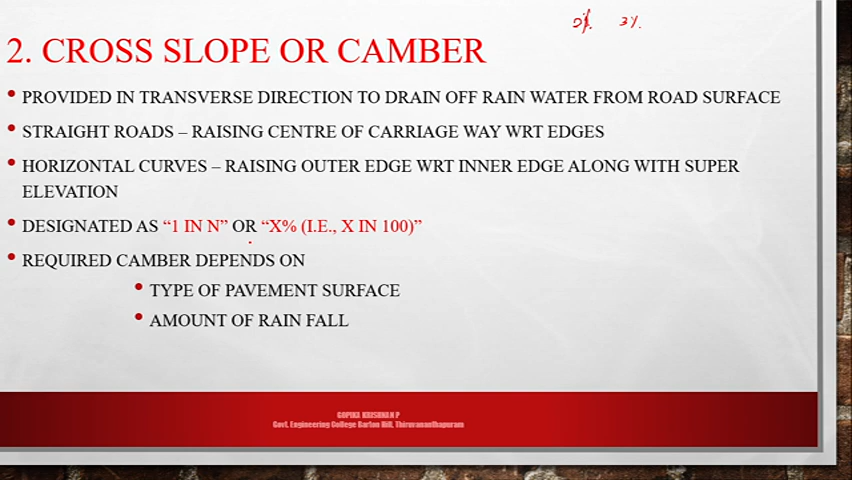 3%.
2. CROSS SLOPE OR CAMBER
• PROVIDED IN TRANSVERSE DIRECTION TO DRAIN OFF RAIN WATER FROM ROAD SURFACE
• STRAIGHT ROADS – RAISING CENTRE OF CARRIAGE WAY WRT EDGES
• HORIZONTAL CURVES – RAISING OUTER EDGE WRT INNER EDGE ALONG WITH SUPER
ELEVATION
• DESIGNATED AS “1 IN N” OR “X% (I.E., X IN 100)”
• REQUIRED CAMBER DEPENDS ON
• TYPE OF PAVEMENT SURFACE
• AMOUNT OF RAIN FALL
GOPIKA KRISHNAN P
Govt. Engineering College Barton Hill, Thiruvananthapuram